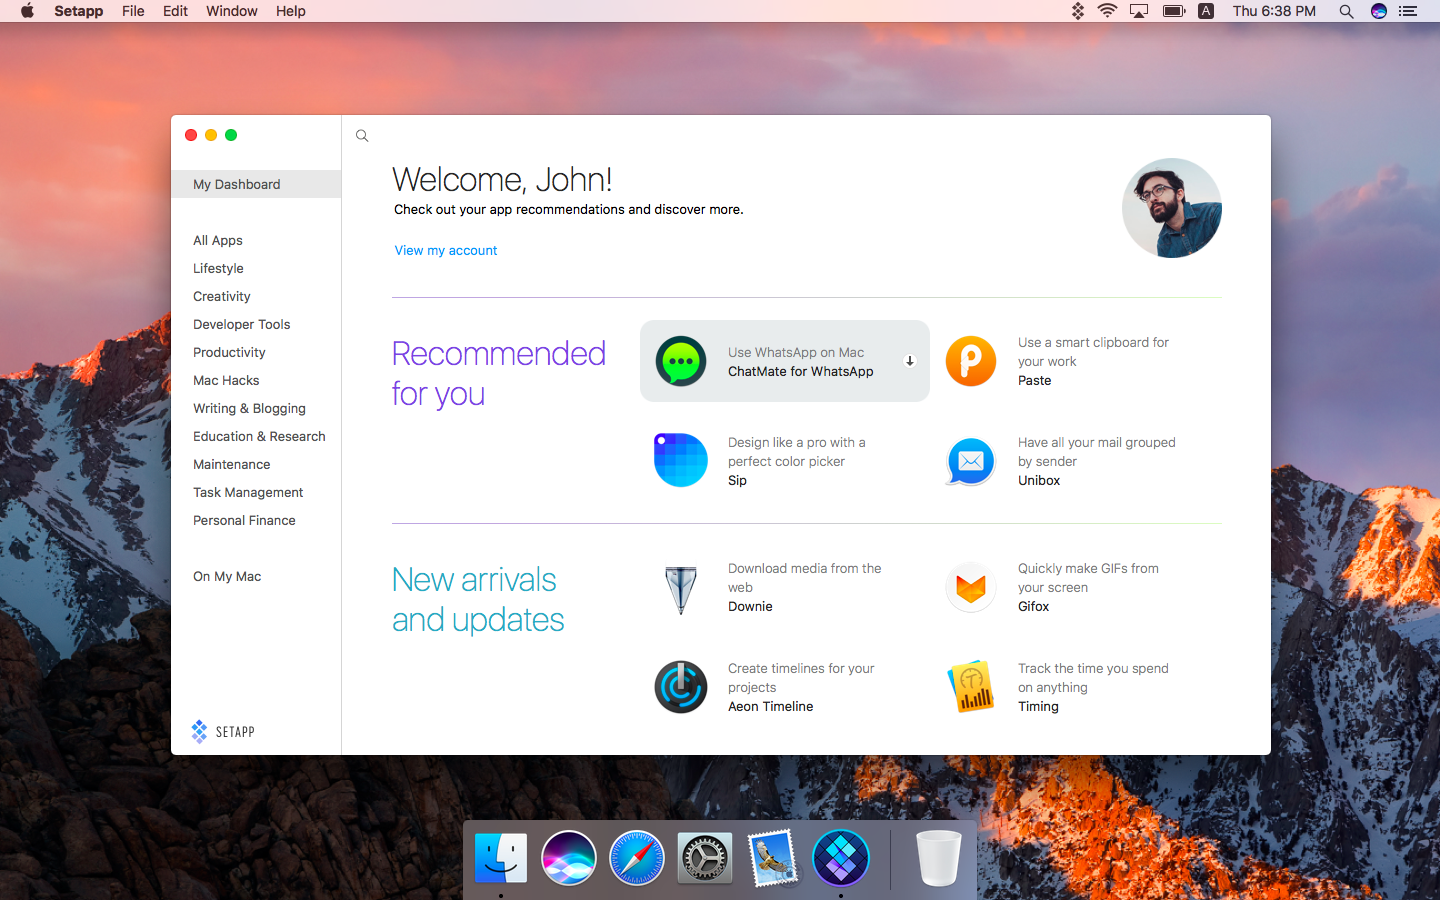 Setapp File Edit Window Help
A Thu 6:38 PM
My Dashboard
All Apps
Lifestyle
Creativity
Developer Tools
Productivity
Mac Hacks
Writing & Blogging
Education & Research
Maintenance
Task Management
Personal Finance
On My Mac
SETAPP
Welcome, John!
Check out your app recommendations and discover more.
View my account
Recommended
for you
Use WhatsApp on Mac
ChatMate for WhatsApp
Use a smart clipboard for
your work
Paste
Design like a pro with a
perfect color picker
Sip
Have all your mail grouped
by sender
Unibox
New arrivals
and updates
Download media from the
web
Downie
Quickly make GIFs from
your screen
Gifox
Create timelines for your
projects
Aeon Timeline
Track the time you spend
on anything
Timing